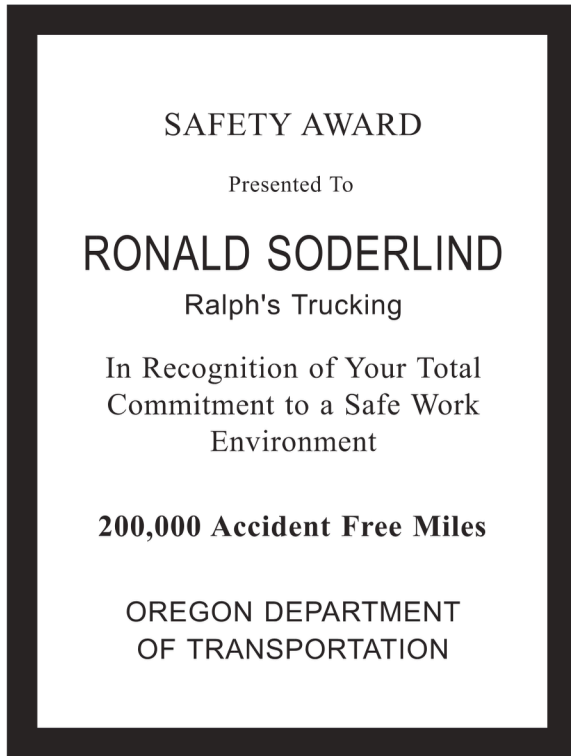 SAFETY AWARD
Presented To
RONALD SODERLIND
Ralph's Trucking
In Recognition of Your Total
Commitment to a Safe Work
Environment
200,000 Accident Free Miles
OREGON DEPARTMENT
OF TRANSPORTATION